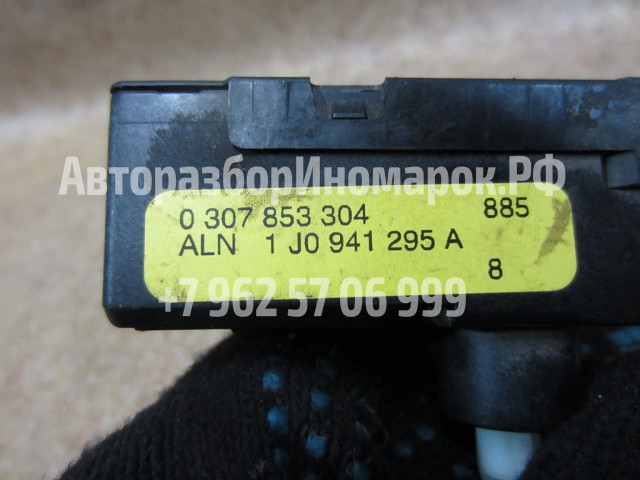 АвторазборИномарок.РФ
0 307 853 304 885
ALN 1 J0 941 295 A
8
+7 962 57 06 999